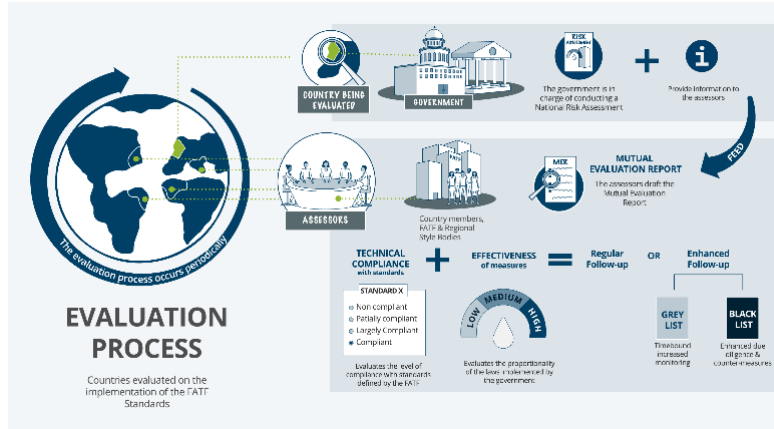 COUNTRY BEING
EVALUATED
GOVERNMENT
RISK
ASSESSMENT
The government is in
charge of conducting a
National Risk Assessment
+
i
Provide information to
the assessors
FEED
ASSESSORS
FATF
Country members,
FATF & Regional
Style Bodies
MER
MUTUAL
EVALUATION REPORT
The assessors draft the
Mutual Evaluation
Report
The evaluation process occurs periodically
EVALUATION
PROCESS
Countries evaluated on the
implementation of the FATF
Standards
TECHNICAL
COMPLIANCE
with standards
+
EFFECTIVENESS
of measures
=
Regular
Follow-up
OR
Enhanced
Follow-up
STANDARD X
Non compliant
Patially compliant
Largely Compliant
Compliant
Evaluates the level of
compliance with standards
defined by the FATF
LOW
MEDIUM
HIGH
Evaluates the proportionality
of the laws implemented by
the government
GREY
LIST
Timebound
increased
monitoring
BLACK
LIST
Enhanced due
diligence &
counter-measures